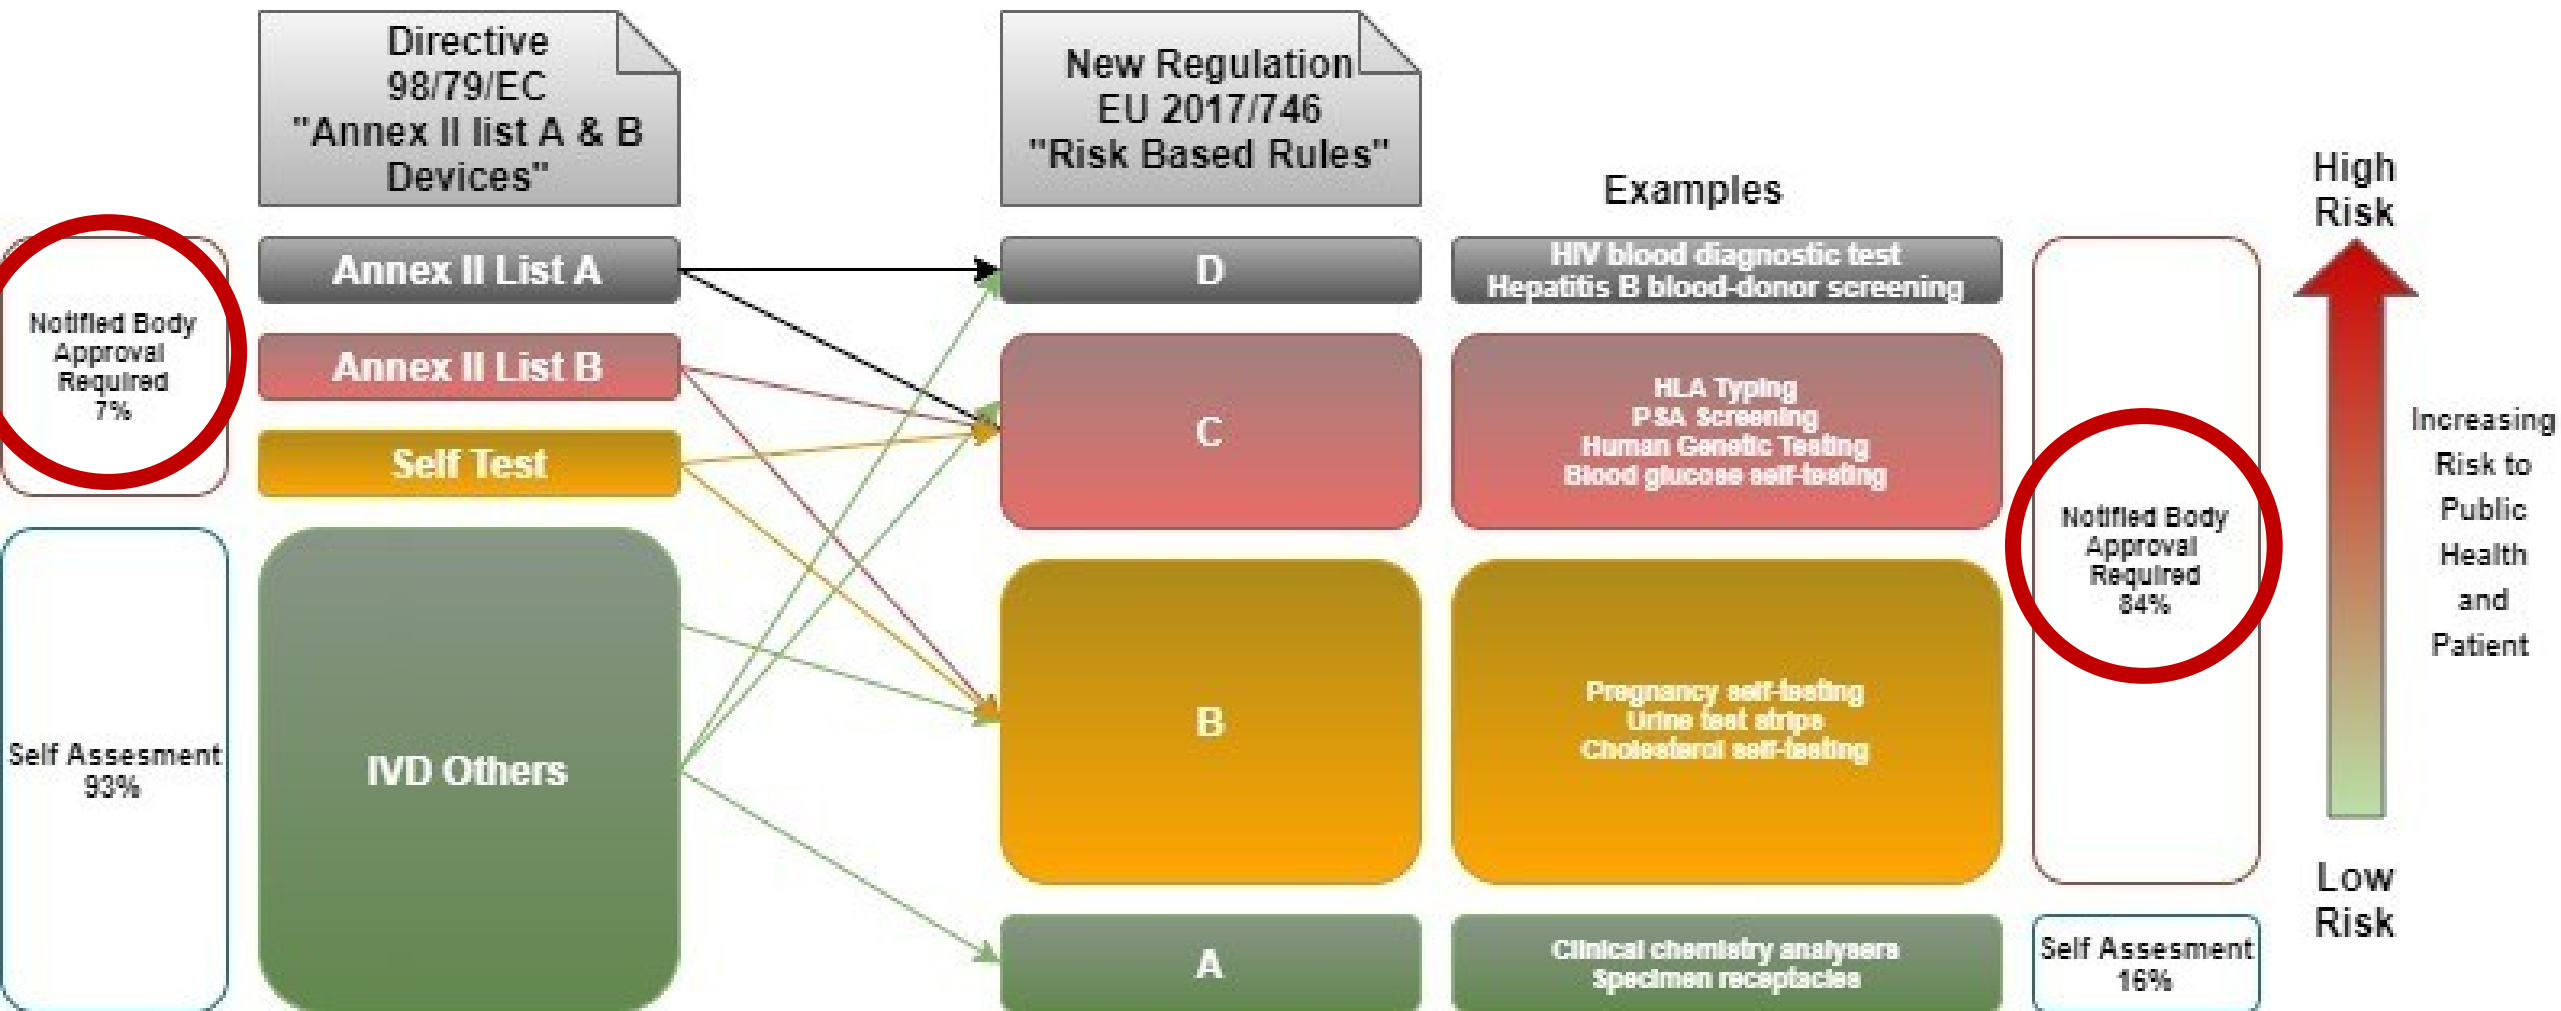 Directive
98/79/EC
"Annex II list A & B
Devices"
New Regulation
EU 2017/746
"Risk Based Rules"
Examples
High
Risk
Notified Body
Approval
Required
7%
Annex II List A
Annex II List B
Self Test
Self Assesment
93%
IVD Others
D
HIV blood diagnostic test
Hepatitis B blood-donor screening
C
HLA Typing
PSA Screening
Human Genetic Testing
Blood glucose self-testing
B
Pregnancy self-testing
Urine test strips
Cholesterol self-testing
A
Clinical chemistry analysers
Specimen receptacles
Notified Body
Approval
Required
84%
Self Assesment
16%
Increasing
Risk to
Public
Health
and
Patient
Low
Risk